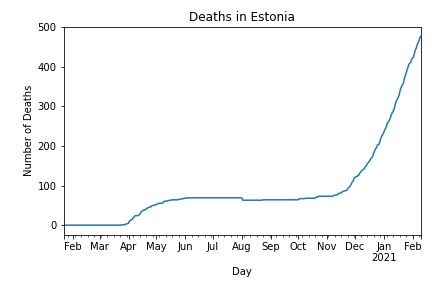 Deaths in Estonia
500
400
300
200
100
0
Number of Deaths
Feb Mar Apr May Jun Jul Aug Sep Oct Nov Dec Jan Feb
2021
Day